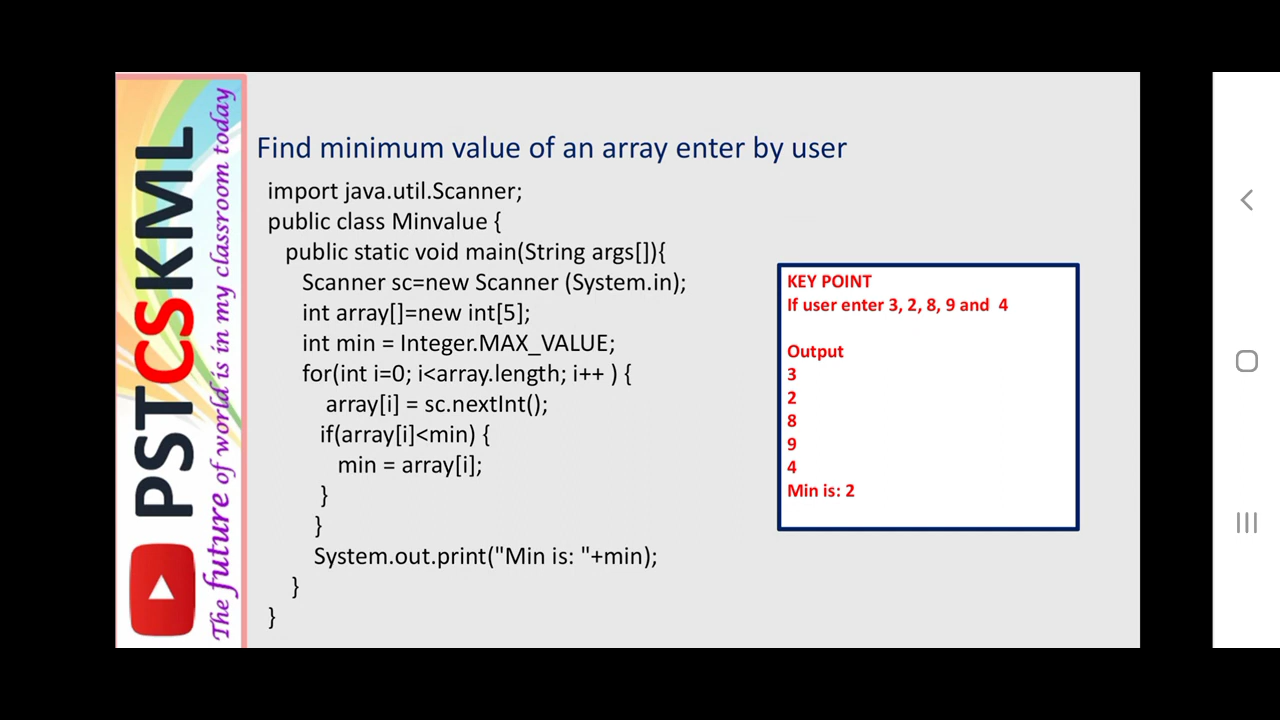 PSTCSKML
The future of world is in my classroom today
Find minimum value of an array enter by user
import java.util.Scanner;
public class Minvalue {
public static void main(String args[]){
Scanner sc=new Scanner (System.in);
int array[]=new int[5];
int min = Integer.MAX_VALUE;
for(int i=0; i<array.length; i++ ) {
array[i] = sc.nextInt();
if(array[i]<min) {
min = array[i];
}
}
System.out.print("Min is: "+min);
}
}
KEY POINT
If user enter 3, 2, 8, 9 and  4
Output
3
2
8
9
4
Min is: 2